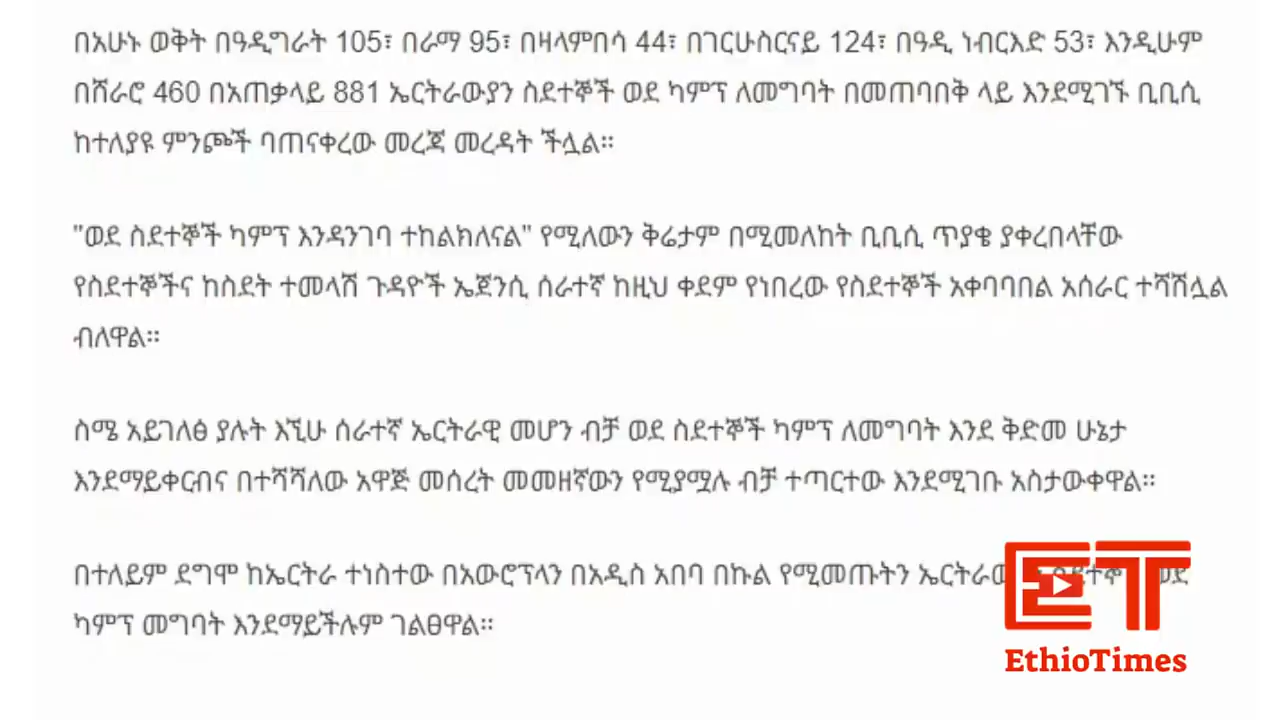 በአሁኑ ወቅት በዓዲግራት 105፣ በራማ 95፣ በዛላምበሳ 44፣ በገርሁስርናይ 124፣ በዓዲ ነብርእድ 53፣ እንዲሁም
በሸራሮ 460 በአጠቃላይ 881 ኤርትራውያን ስደተኞች ወደ ካምፕ ለመግባት በመጠባበቅ ላይ እንደሚገኙ ቢቢሲ
ከተለያዩ ምንጮች ባጠናቀረው መረጃ መረዳት ችሏል።
"ወደ ስደተኞች ካምፕ እንዳንገባ ተከልክለናል" የሚለውን ቅሬታም በሚመለከት ቢቢሲ ጥያቄ ያቀረበላቸው
የስደተኞችና ከስደት ተመላሽ ጉዳዮች ኤጀንሲ ሰራተኛ ከዚህ ቀደም የነበረው የስደተኞች አቀባባበል አሰራር ተሻሽሏል
ብለዋል።
ስሜ አይገለፅ ያሉት እኚሁ ሰራተኛ ኤርትራዊ መሆን ብቻ ወደ ስደተኞች ካምፕ ለመግባት እንደ ቅድመ ሁኔታ
እንደማይቀርብና በተሻሻለው አዋጅ መሰረት መመዘኛውን የሚያሟሉ ብቻ ተጣርተው እንደሚገቡ አስታውቀዋል።
በተለይም ደግሞ ከኤርትራ ተነስተው በአውሮፕላን በአዲስ አበባ በኩል የሚመጡትን ወደ
ካምፕ መግባት እንደማይችሉም ገልፀዋል።
ET
EthioTimes